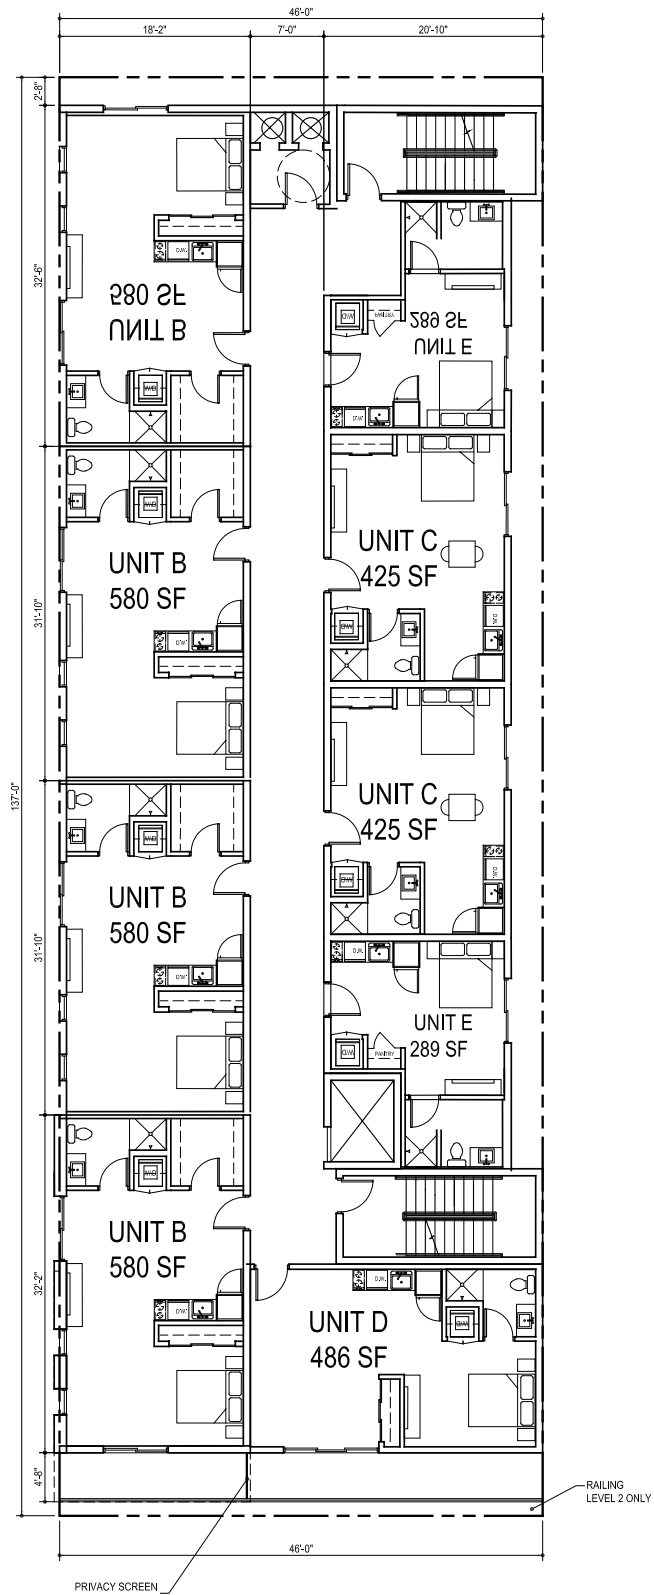 46'-0"
18'-2"
7'-0"
20'-10"
2'-8"
32'-6"
D.W.
580 SF
UNIT B
W/D
W/D
PANTRY
289 SF
UNIT E
D.W.
W/D
UNIT B
580 SF
D.W.
31'-10"
UNIT C
425 SF
D.W.
W/D
137'-0"
W/D
UNIT B
580 SF
D.W.
31'-10"
UNIT C
425 SF
D.W.
W/D
D.W.
UNIT E
289 SF
W/D
PANTRY
W/D
UNIT B
580 SF
D.W.
32'-2"
D.W.
UNIT D
486 SF
W/D
4'-8"
RAILING
LEVEL 2 ONLY
46'-0"
PRIVACY SCREEN